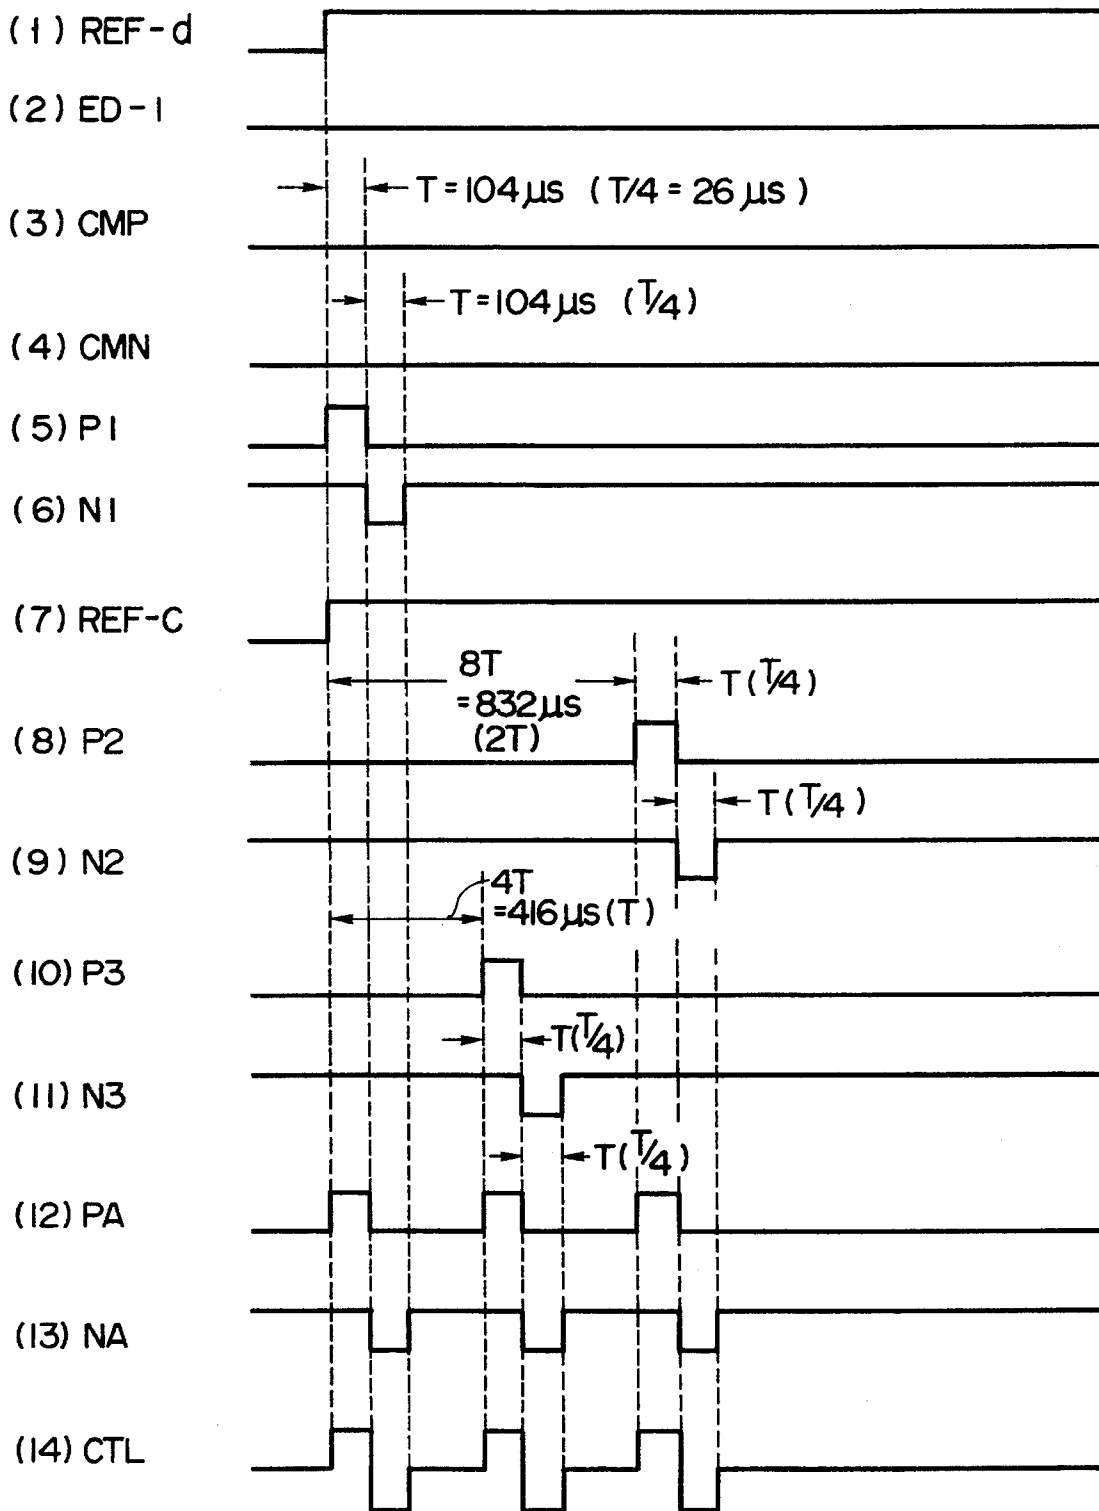 (1) REF-d
(2) ED-1
T=104μs (T/4 = 26μs)
(3) CMP
T=104μs (T/4)
(4) CMN
(5) P1
(6) N1
(7) REF-C
8T
=832μs
(2T)
T(T/4)
(8) P2
T(T/4)
(9) N2
4T
=416μs(T)
(10) P3
T(T/4)
(11) N3
T(T/4)
(12) PA
(13) NA
(14) CTL